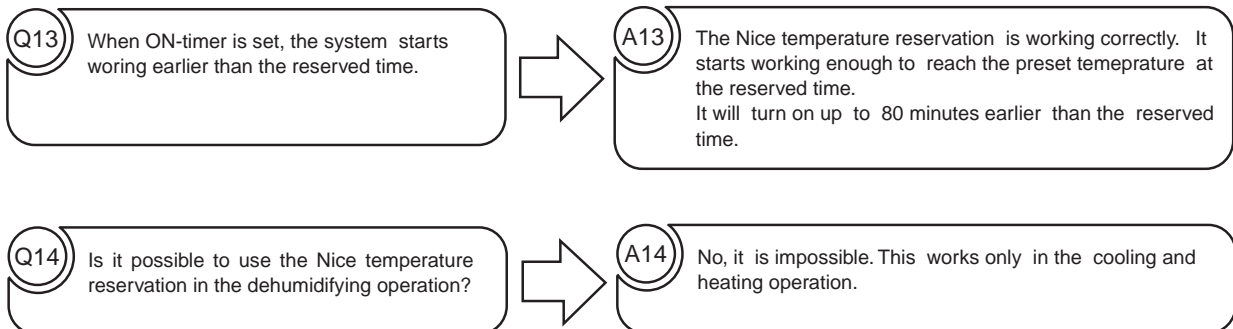 Q13
When ON-timer is set, the system starts
woring earlier than the reserved time.
A13
The Nice temperature reservation is working correctly. It
starts working enough to reach the preset temeprature at
the reserved time.
It will turn on up to 80 minutes earlier than the reserved
time.
Q14
Is it possible to use the Nice temperature
reservation in the dehumidifying operation?
A14
No, it is impossible. This works only in the cooling and
heating operation.